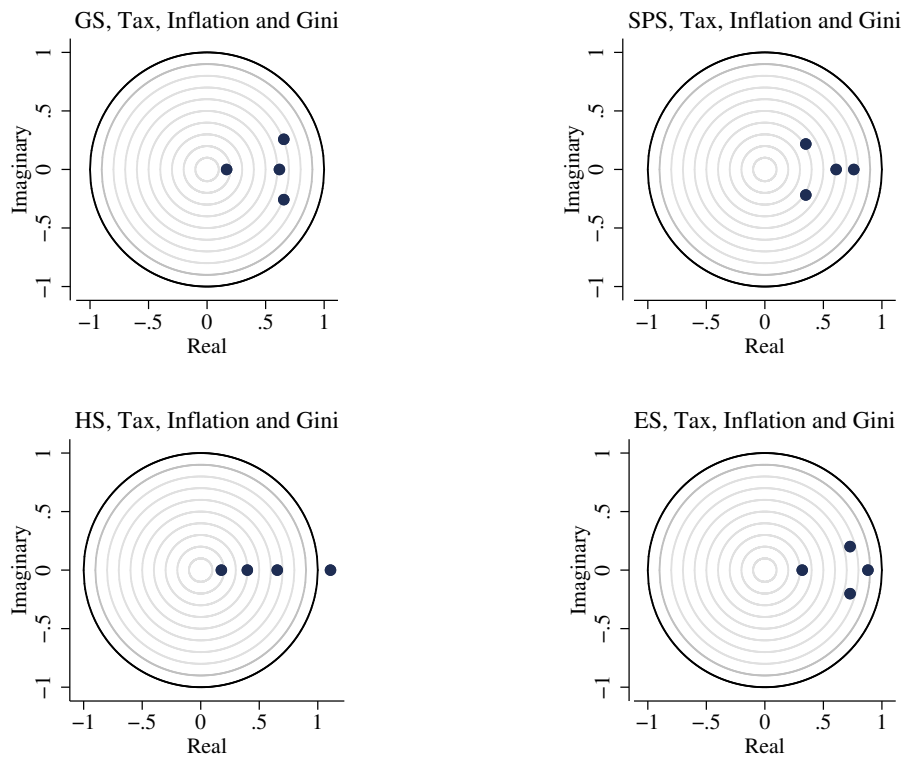 GS, Tax, Inflation and Gini
1
.5
0
−.5
−1
Imaginary
−1 −.5 0 .5 1
Real
SPS, Tax, Inflation and Gini
1
.5
0
−.5
−1
Imaginary
−1 −.5 0 .5 1
Real
HS, Tax, Inflation and Gini
1
.5
0
−.5
−1
Imaginary
−1 −.5 0 .5 1
Real
ES, Tax, Inflation and Gini
1
.5
0
−.5
−1
Imaginary
−1 −.5 0 .5 1
Real